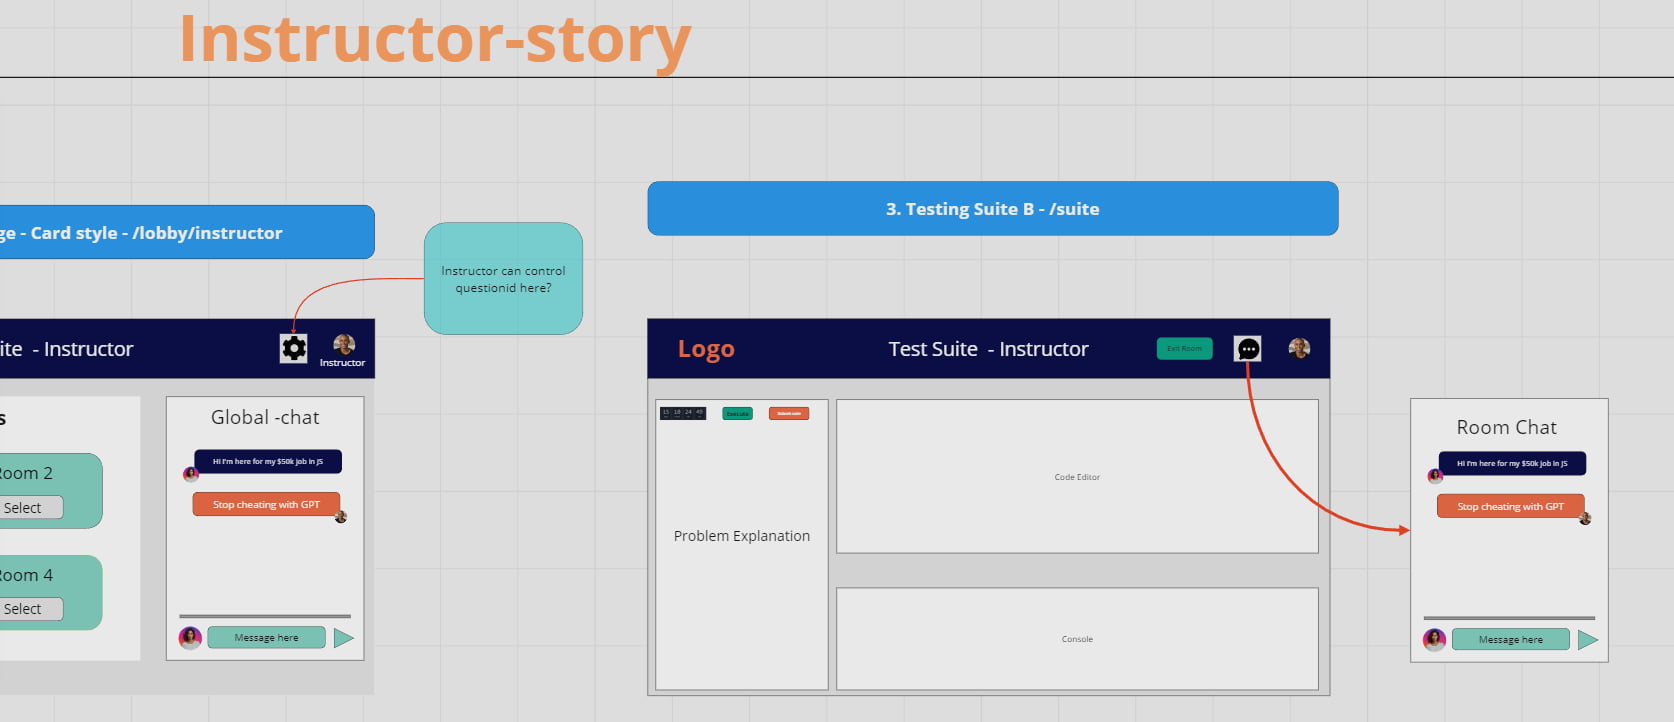 Instructor-story
3. Testing Suite B - /suite
ge - Card style - /lobby/instructor
Instructor can control
questionid here?
ite - Instructor
Instructor
s
Room 2
Select
Room 4
Select
Global -chat
Hi I'm here for my $50k job in JS
Stop cheating with GPT
Message here
Logo
Test Suite - Instructor
Exit Room
15 10 24 49
Execute
Submit code
Problem Explanation
Code Editor
Console
Room Chat
Hi I'm here for my $50k job in JS
Stop cheating with GPT
Message here